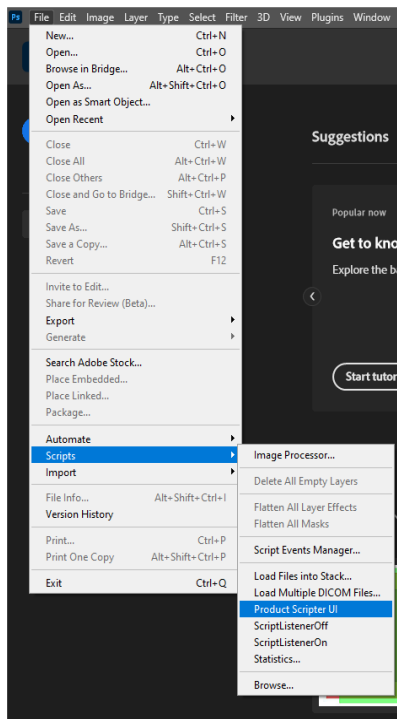 Ps File Edit Image Layer Type Select Filter 3D View Plugins Window
New... Ctrl+N
Open... Ctrl+O
Browse in Bridge... Alt+Ctrl+O
Open As... Alt+Shift+Ctrl+O
Open as Smart Object...
Open Recent
Close Ctrl+W
Close All Alt+Ctrl+W
Close Others Alt+Ctrl+P
Close and Go to Bridge... Shift+Ctrl+W
Save Ctrl+S
Save As... Shift+Ctrl+S
Save a Copy... Alt+Ctrl+S
Revert F12
Invite to Edit...
Share for Review (Beta)...
Export
Generate
Search Adobe Stock...
Place Embedded...
Place Linked...
Package...
Automate
Scripts
Import
File Info... Alt+Shift+Ctrl+I
Version History
Print... Ctrl+P
Print One Copy Alt+Shift+Ctrl+P
Exit Ctrl+Q
Image Processor...
Delete All Empty Layers
Flatten All Layer Effects
Flatten All Masks
Script Events Manager...
Load Files into Stack...
Load Multiple DICOM Files...
Product Scripter UI
ScriptListenerOff
ScriptListenerOn
Statistics...
Browse...
Suggestions
Popular now
Get to kno
Explore the b
Start tutor